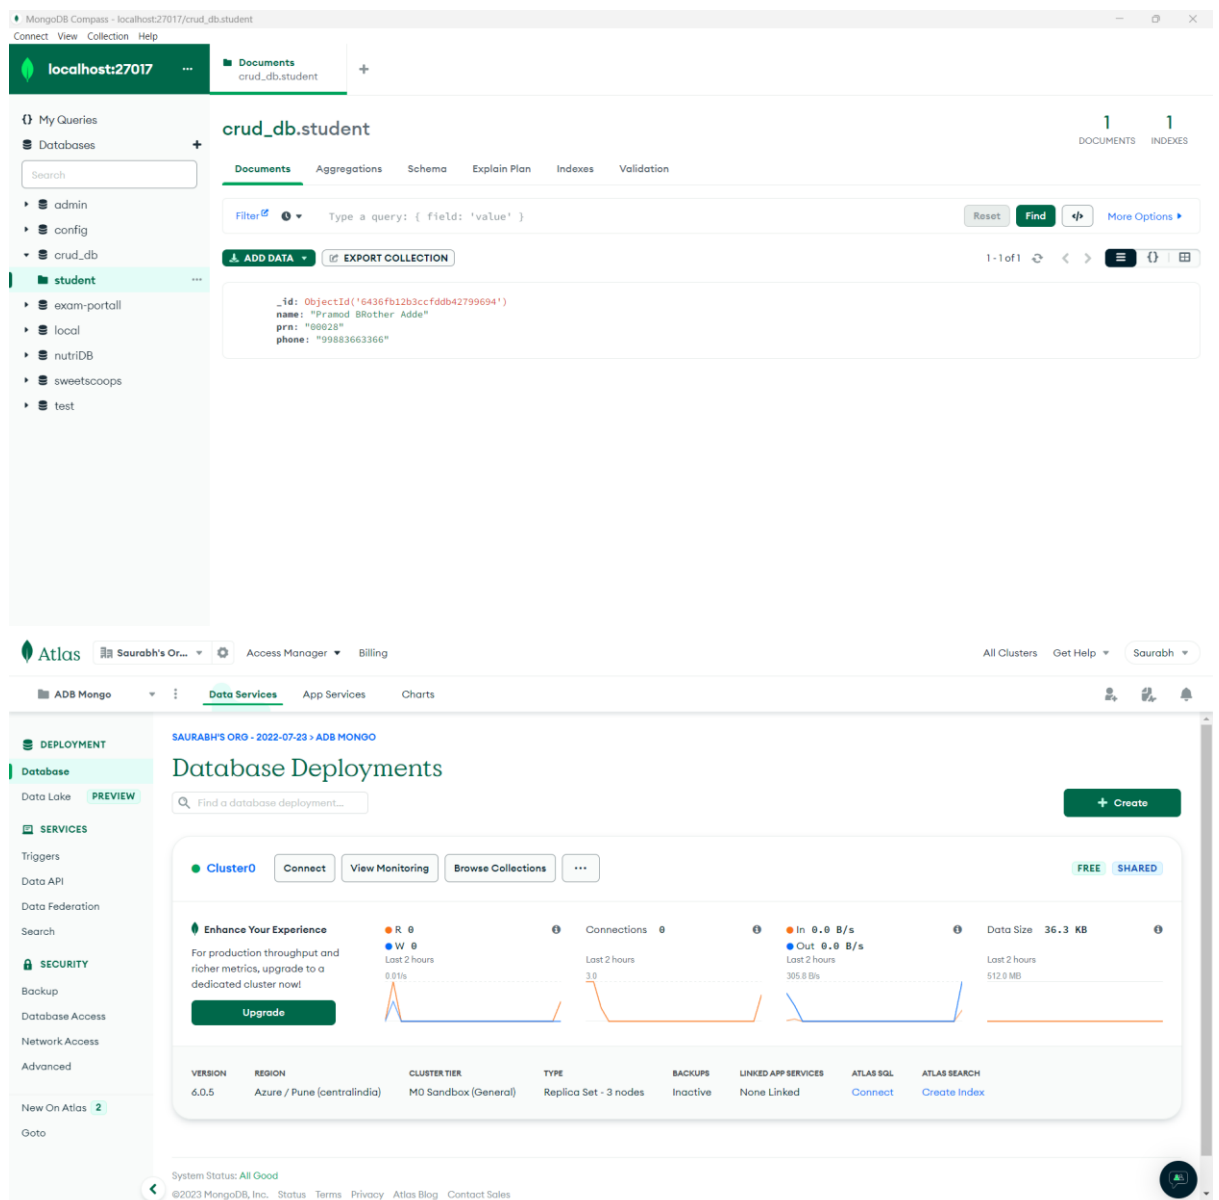 MongoDB Compass - localhost:27017/crud_db.student
Connect View Collection Help
localhost:27017 ...
Documents
crud_db.student
+
My Queries
Databases +
Search
admin
config
crud_db
student ...
exam-portall
local
nutriDB
sweetscoops
test
crud_db.student
1
DOCUMENTS
1
INDEXES
Documents Aggregations Schema Explain Plan Indexes Validation
Filter Type a query: { field: 'value' } Reset Find </> More Options
ADD DATA EXPORT COLLECTION 1-1 of 1 {}
_id: ObjectId('6436fb12b3ccfddb42799694')
name: "Pramod BRother Adde"
prn: "00028"
phone: "99883663366"
Atlas Saurabh's Or... Access Manager Billing All Clusters Get Help Saurabh
ADB Mongo Data Services App Services Charts
DEPLOYMENT
Database
Data Lake PREVIEW
SERVICES
Triggers
Data API
Data Federation
Search
SECURITY
Backup
Database Access
Network Access
Advanced
New On Atlas 2
Goto
SAURABH'S ORG - 2022-07-23 > ADB MONGO
Database Deployments
Find a database deployment...
+ Create
Cluster0 Connect View Monitoring Browse Collections ... FREE SHARED
Enhance Your Experience
For production throughput and
richer metrics, upgrade to a
dedicated cluster now!
Upgrade
R 0
W 0
Last 2 hours
0.01/s
Connections 0
Last 2 hours
3.0
In 0.0 B/s
Out 0.0 B/s
Last 2 hours
305.8 B/s
Data Size 36.3 KB
Last 2 hours
512.0 MB
VERSION REGION CLUSTER TIER TYPE BACKUPS LINKED APP SERVICES ATLAS SQL ATLAS SEARCH
6.0.5 Azure / Pune (centralindia) M0 Sandbox (General) Replica Set - 3 nodes Inactive None Linked Connect Create Index
System Status: All Good
©2023 MongoDB, Inc. Status Terms Privacy Atlas Blog Contact Sales